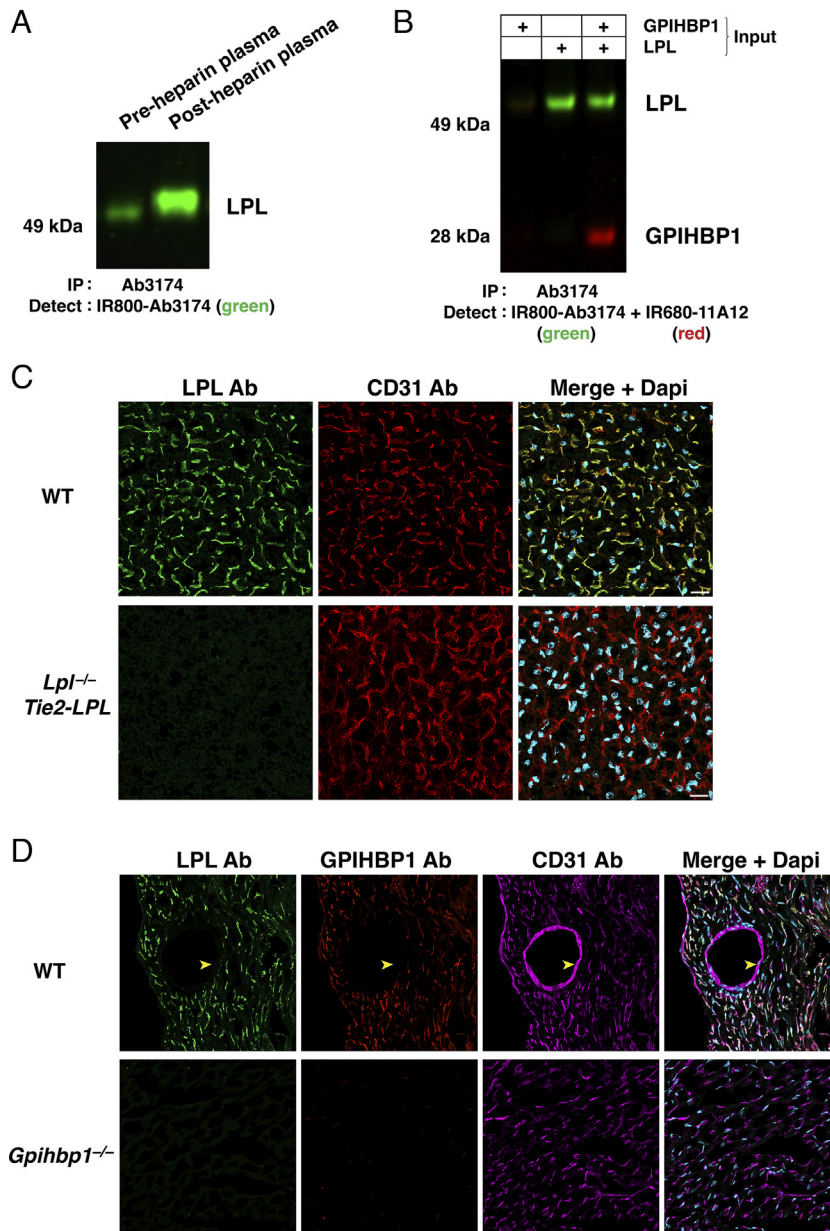 A
Pre-heparin plasma
Post-heparin plasma
49 kDa
LPL
IP : Ab3174
Detect : IR800-Ab3174 (green)
B
+ + GPIHBP1
+ + LPL
Input
49 kDa
LPL
28 kDa
GPIHBP1
IP : Ab3174
Detect : IR800-Ab3174 + IR680-11A12
(green) (red)
C
LPL Ab CD31 Ab Merge + Dapi
WT
Lpl–/–
Tie2-LPL
D
LPL Ab GPIHBP1 Ab CD31 Ab Merge + Dapi
WT
Gpihbp1–/–